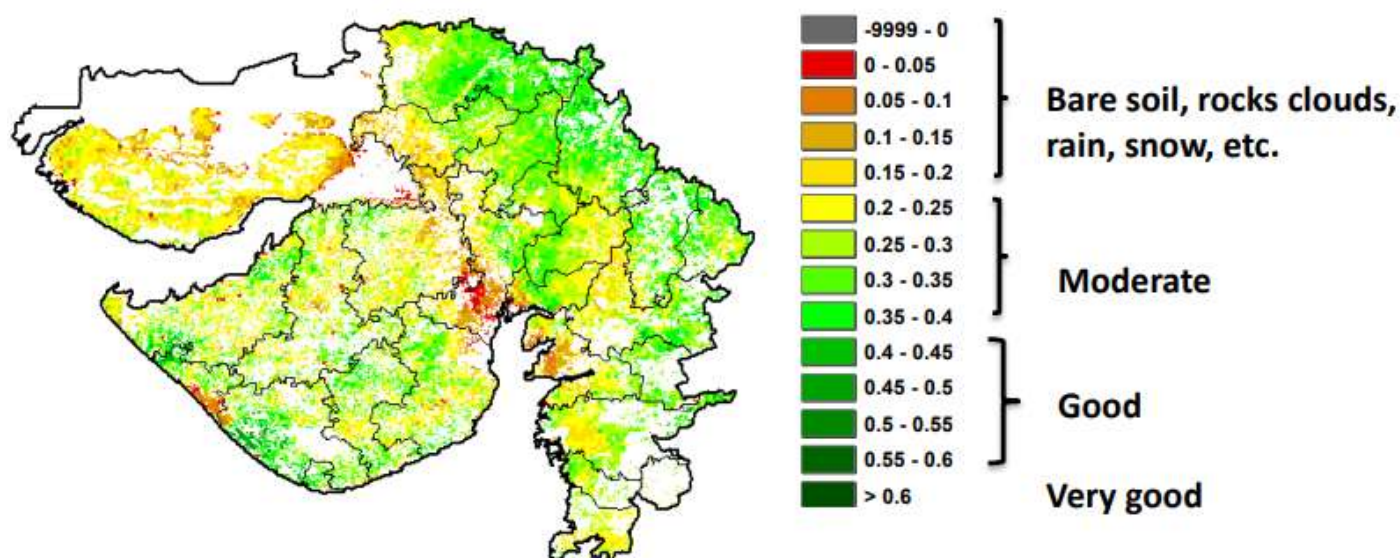 -9999 - 0
0 - 0.05
0.05 - 0.1
0.1 - 0.15
0.15 - 0.2
0.2 - 0.25
0.25 - 0.3
0.3 - 0.35
0.35 - 0.4
0.4 - 0.45
0.45 - 0.5
0.5 - 0.55
0.55 - 0.6
> 0.6
Bare soil, rocks clouds,
rain, snow, etc.
Moderate
Good
Very good